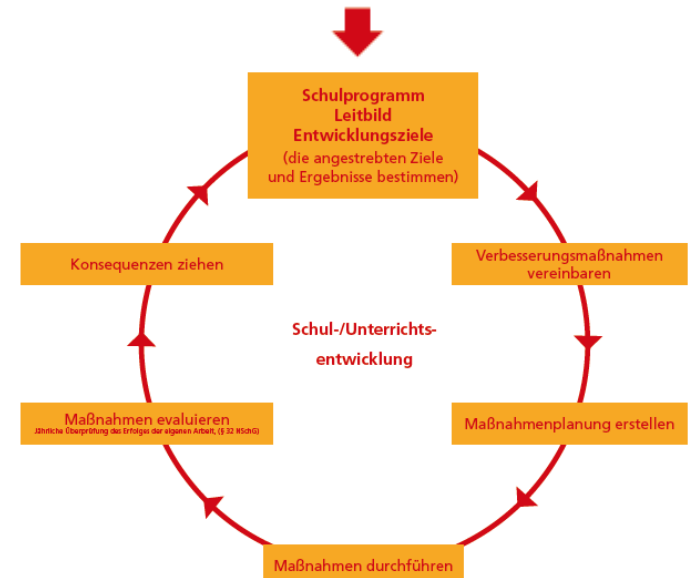 Schulprogramm
Leitbild
Entwicklungsziele
(die angestrebten Ziele
und Ergebnisse bestimmen)
Verbesserungsmaßnahmen
vereinbaren
Maßnahmenplanung erstellen
Maßnahmen durchführen
Maßnahmen evaluieren
Jährliche Überprüfung des Erfolges der eigenen Arbeit, (§ 32 NSchG)
Konsequenzen ziehen
Schul-/Unterrichts-
entwicklung